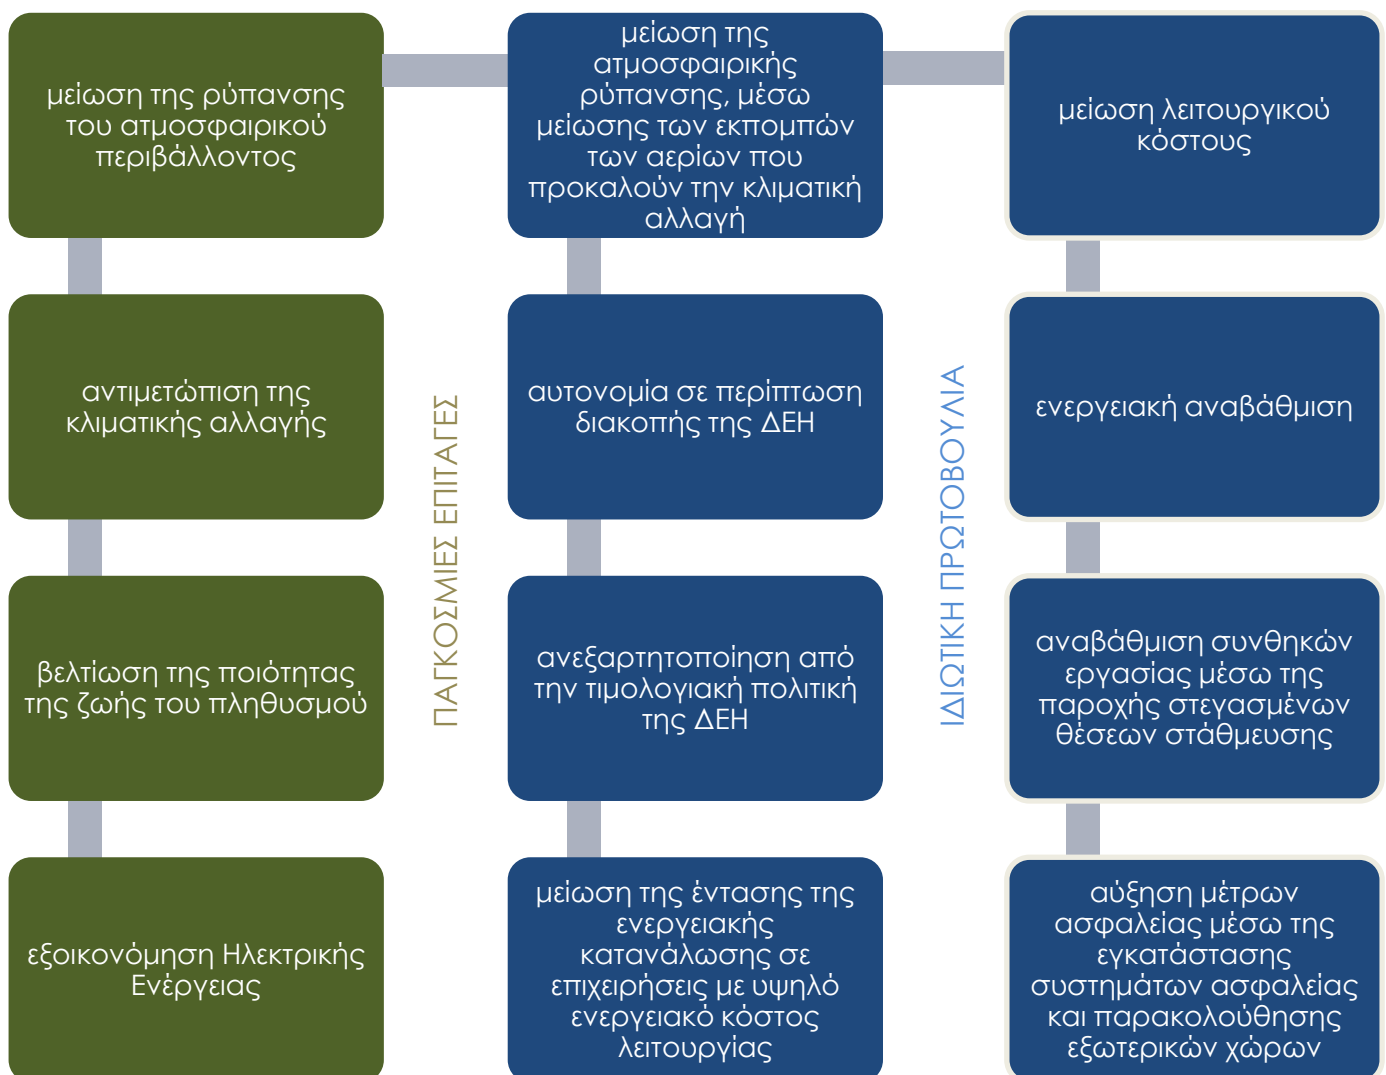 μείωση της ρύπανσης
του ατμοσφαιρικού
περιβάλλοντος
αντιμετώπιση της
κλιματικής αλλαγής
βελτίωση της ποιότητας
της ζωής του πληθυσμού
εξοικονόμηση Ηλεκτρικής
Ενέργειας
ΠΑΓΚΟΣΜΙΕΣ ΕΠΙΤΑΓΕΣ
μείωση της
ατμοσφαιρικής
ρύπανσης, μέσω
μείωσης των εκπομπών
των αερίων που
προκαλούν την κλιματική
αλλαγή
αυτονομία σε περίπτωση
διακοπής της ΔΕΗ
ανεξαρτητοποίηση από
την τιμολογιακή πολιτική
της ΔΕΗ
μείωση της έντασης της
ενεργειακής
κατανάλωσης σε
επιχειρήσεις με υψηλό
ενεργειακό κόστος
λειτουργίας
ΙΔΙΩΤΙΚΗ ΠΡΩΤΟΒΟΥΛΙΑ
μείωση λειτουργικού
κόστους
ενεργειακή αναβάθμιση
αναβάθμιση συνθηκών
εργασίας μέσω της
παροχής στεγασμένων
θέσεων στάθμευσης
αύξηση μέτρων
ασφαλείας μέσω της
εγκατάστασης
συστημάτων ασφαλείας
και παρακολούθησης
εξωτερικών χώρων